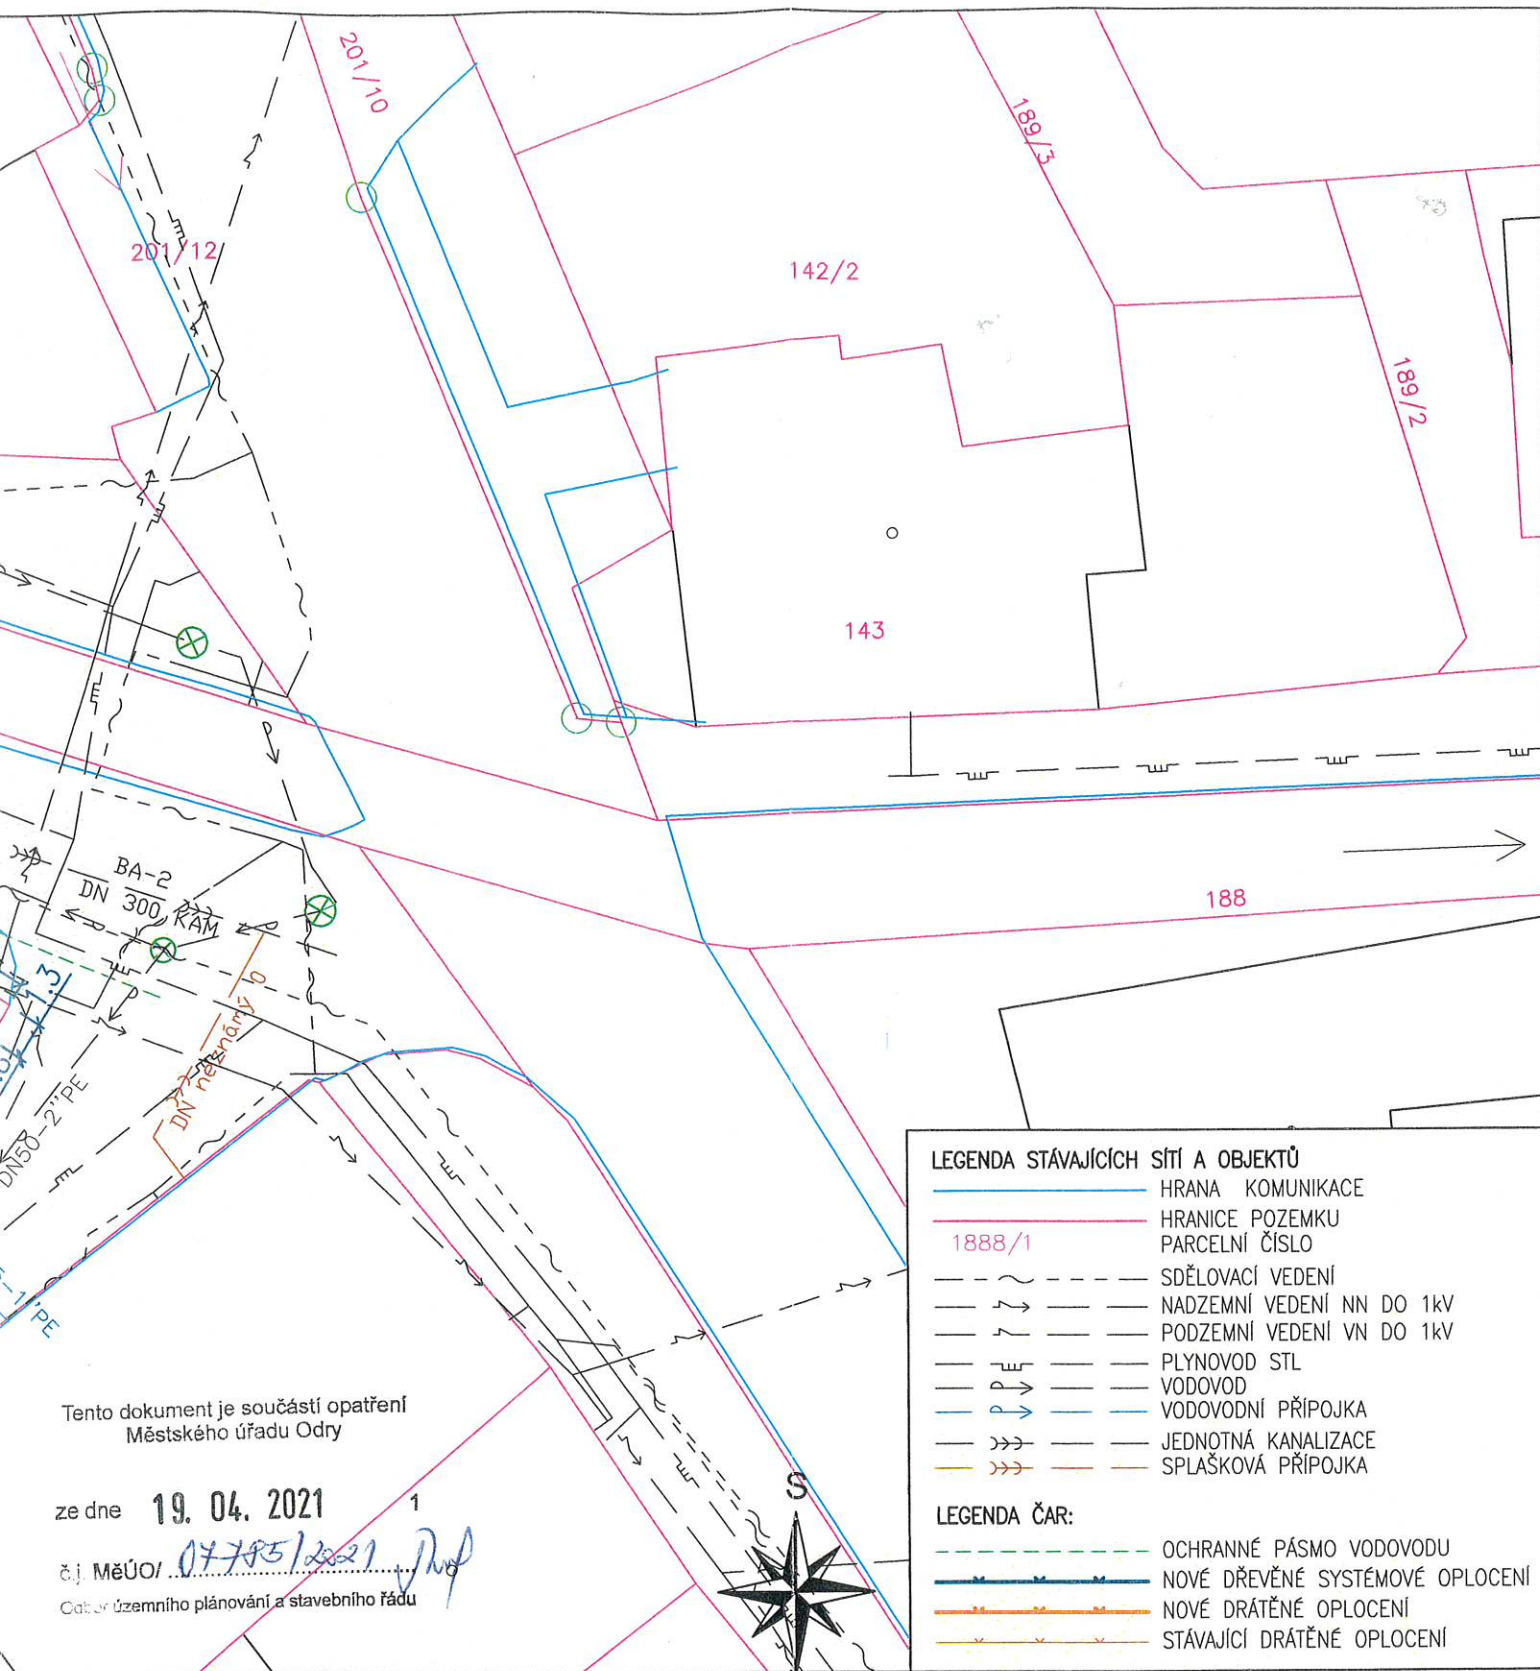 201/10
189/3
201/12
142/2
189/2
143
BA-2
DN 300 KAM
188
1.3
DN neznámý
DN50-2"PE
1"PE
LEGENDA STÁVAJÍCÍCH SÍTÍ A OBJEKTŮ
HRANA KOMUNIKACE
HRANICE POZEMKU
1888/1 PARCELNÍ ČÍSLO
SDĚLOVACÍ VEDENÍ
NADZEMNÍ VEDENÍ NN DO 1kV
PODZEMNÍ VEDENÍ VN DO 1kV
PLYNOVOD STL
VODOVOD
VODOVODNÍ PŘÍPOJKA
JEDNOTNÁ KANALIZACE
SPLAŠKOVÁ PŘÍPOJKA
LEGENDA ČAR:
OCHRANNÉ PÁSMO VODOVODU
NOVÉ DŘEVĚNÉ SYSTÉMOVÉ OPLOCENÍ
NOVÉ DRÁTĚNÉ OPLOCENÍ
STÁVAJÍCÍ DRÁTĚNÉ OPLOCENÍ
S
Tento dokument je součástí opatření
Městského úřadu Odry
ze dne 19. 04. 2021 1
č.j. MěÚO/ 07785/2021
územního plánování a stavebního řádu